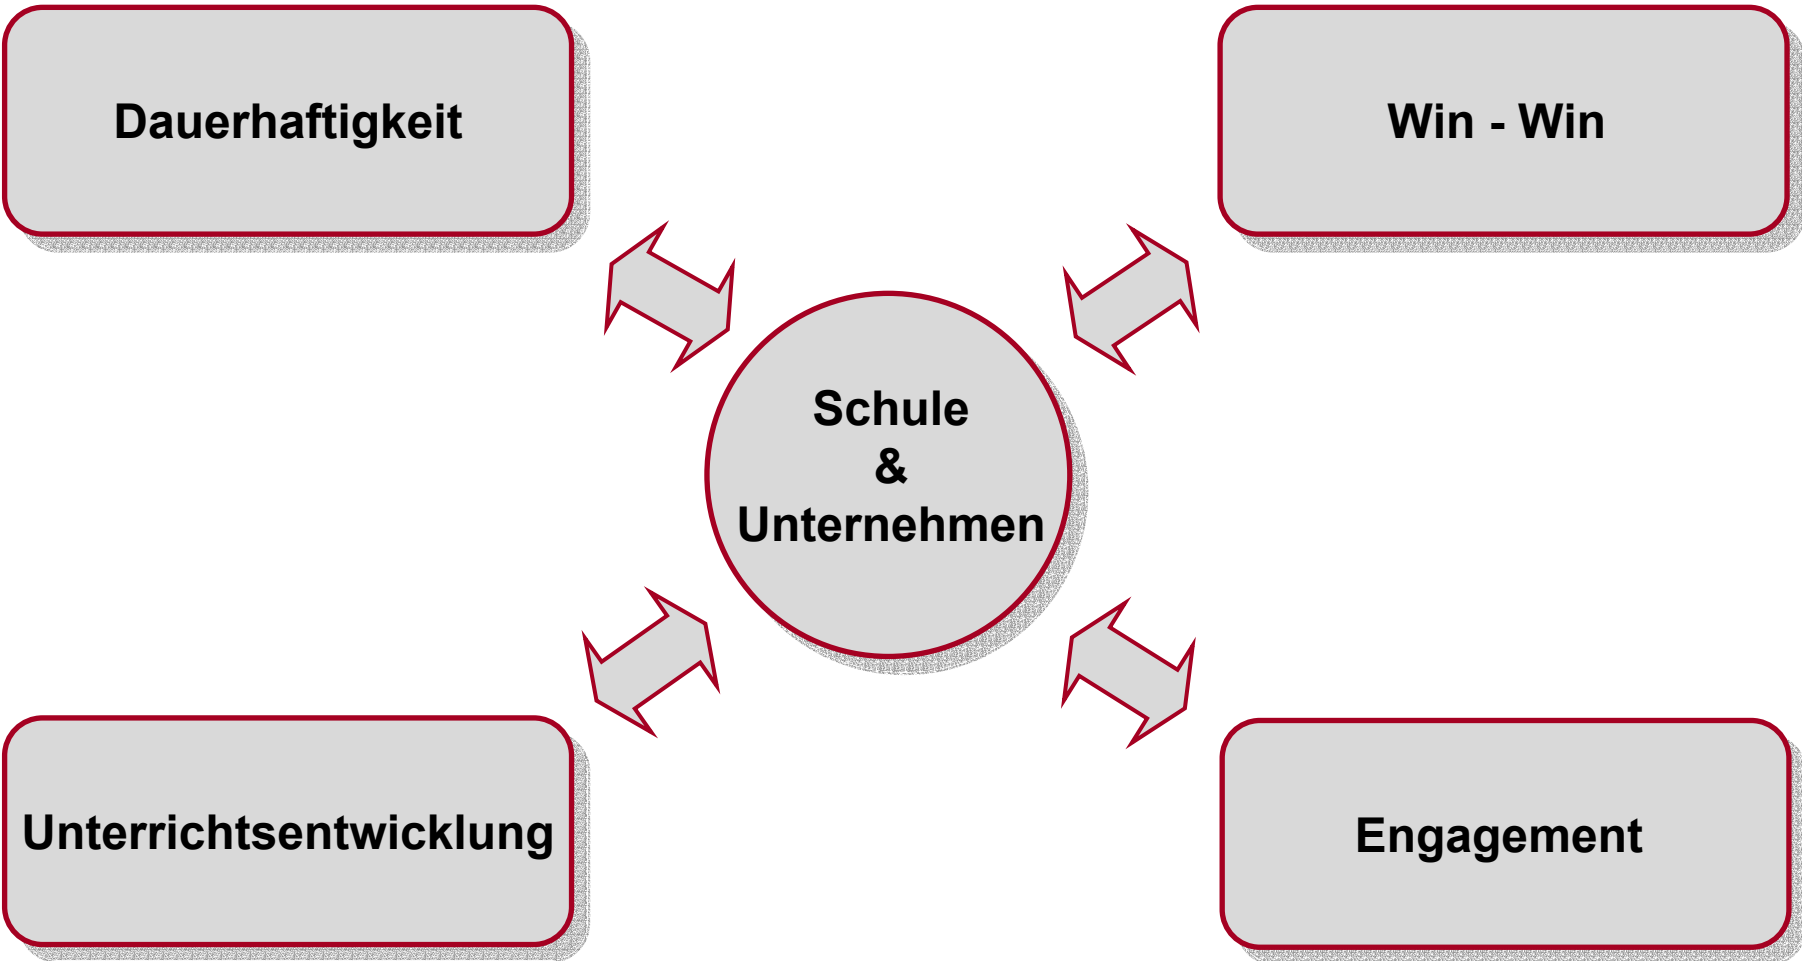 Dauerhaftigkeit
Win - Win
Schule
&
Unternehmen
Unterrichtsentwicklung
Engagement